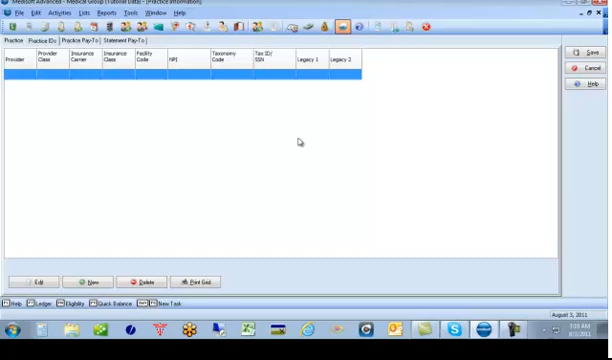 Medisoft Advanced - Medical Group (Tutorial Data) - [Practice Information]
File Edit Activities Lists Reports Tools Window Help
Practice Practice IDs Practice Pay-To Statement Pay-To
Provider Provider Class Insurance Carrier Insurance Class Facility Code NPI Taxonomy Code Tax ID/ SSN Legacy 1 Legacy 2
Save
Cancel
Help
Edit New Delete Print Grid
Help Ledger Eligibility Quick Balance New Task
August 3, 2011
8/3/2011